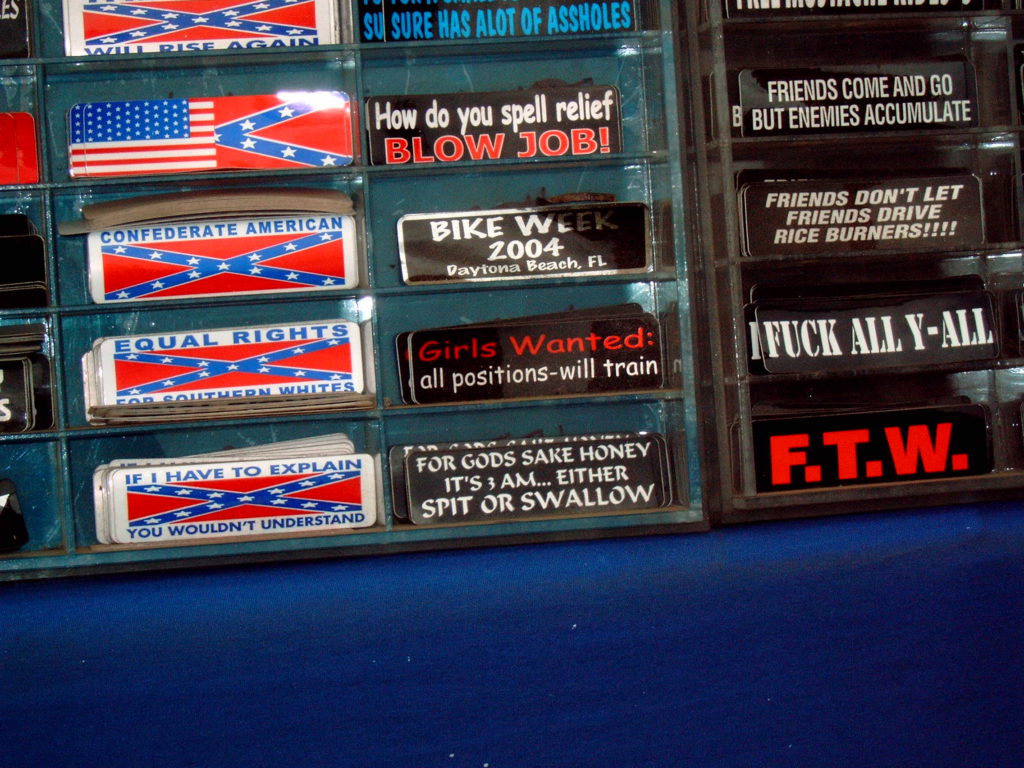 WILL RISE AGAIN
CONFEDERATE AMERICAN
EQUAL RIGHTS
FOR SOUTHERN WHITES
IF I HAVE TO EXPLAIN
YOU WOULDN'T UNDERSTAND
SURE HAS ALOT OF ASSHOLES
How do you spell relief
BLOW JOB!
BIKE WEEK
2004
Daytona Beach, FL
Girls Wanted:
all positions-will train
FOR GODS SAKE HONEY
IT'S 3 AM... EITHER
SPIT OR SWALLOW
FREE MUSTACHE RIDES
FRIENDS COME AND GO
BUT ENEMIES ACCUMULATE
FRIENDS DON'T LET
FRIENDS DRIVE
RICE BURNERS!!!!
FUCK ALL Y-ALL
F.T.W.